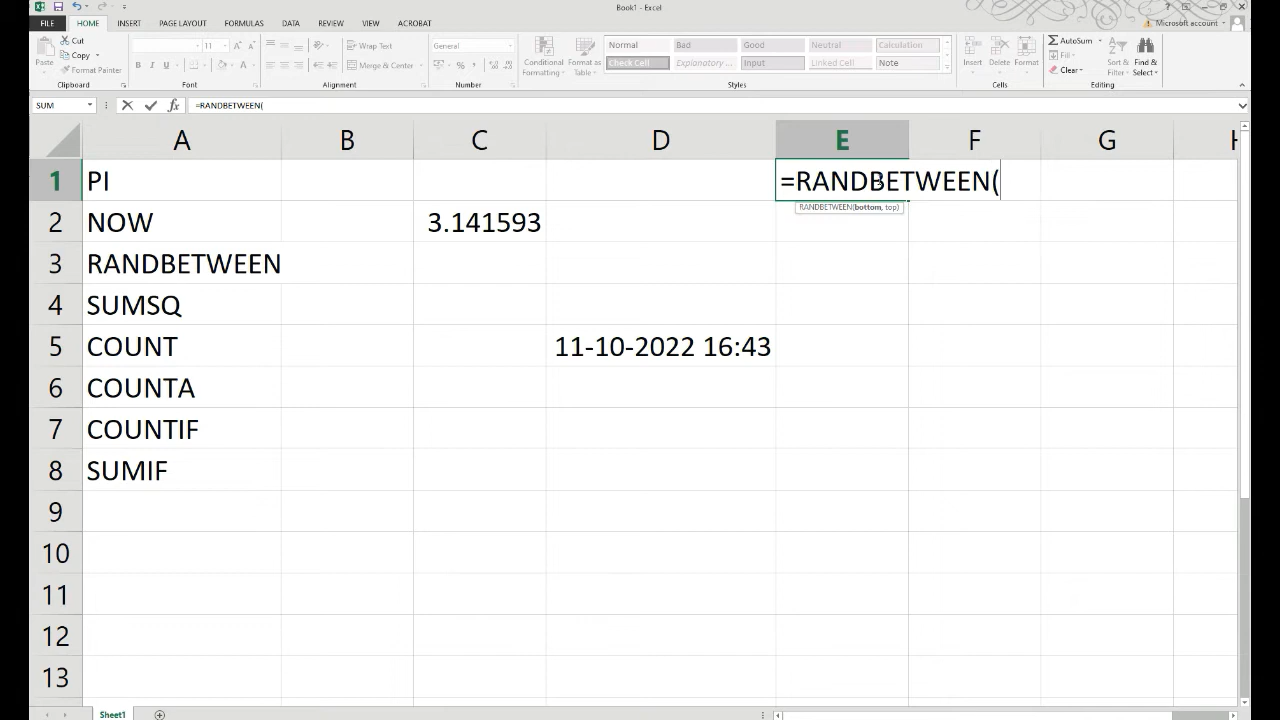 Book1 - Excel
FILE HOME INSERT PAGE LAYOUT FORMULAS DATA REVIEW VIEW ACROBAT Microsoft account
Paste Cut Copy Format Painter
11 A A Wrap Text General Conditional Formatting Format as Table Normal Bad Good Neutral Calculation Insert Delete Format AutoSum Fill Clear Sort & Filter Find & Select
B I U Merge & Center % Check Cell Explanatory ... Input Linked Cell Note
Clipboard Font Alignment Number Styles Cells Editing
SUM fx =RANDBETWEEN(
A B C D E F G H
1 PI =RANDBETWEEN(
RANDBETWEEN(bottom, top)
2 NOW 3.141593
3 RANDBETWEEN
4 SUMSQ
5 COUNT 11-10-2022 16:43
6 COUNTA
7 COUNTIF
8 SUMIF
9
10
11
12
13
Sheet1